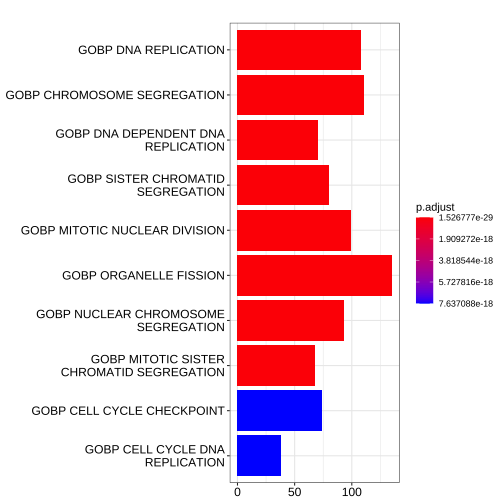 GOBP DNA REPLICATION
GOBP CHROMOSOME SEGREGATION
GOBP DNA DEPENDENT DNA
REPLICATION
GOBP SISTER CHROMATID
SEGREGATION
GOBP MITOTIC NUCLEAR DIVISION
GOBP ORGANELLE FISSION
GOBP NUCLEAR CHROMOSOME
SEGREGATION
GOBP MITOTIC SISTER
CHROMATID SEGREGATION
GOBP CELL CYCLE CHECKPOINT
GOBP CELL CYCLE DNA
REPLICATION
0 50 100
p.adjust
1.526777e-29
1.909272e-18
3.818544e-18
5.727816e-18
7.637088e-18